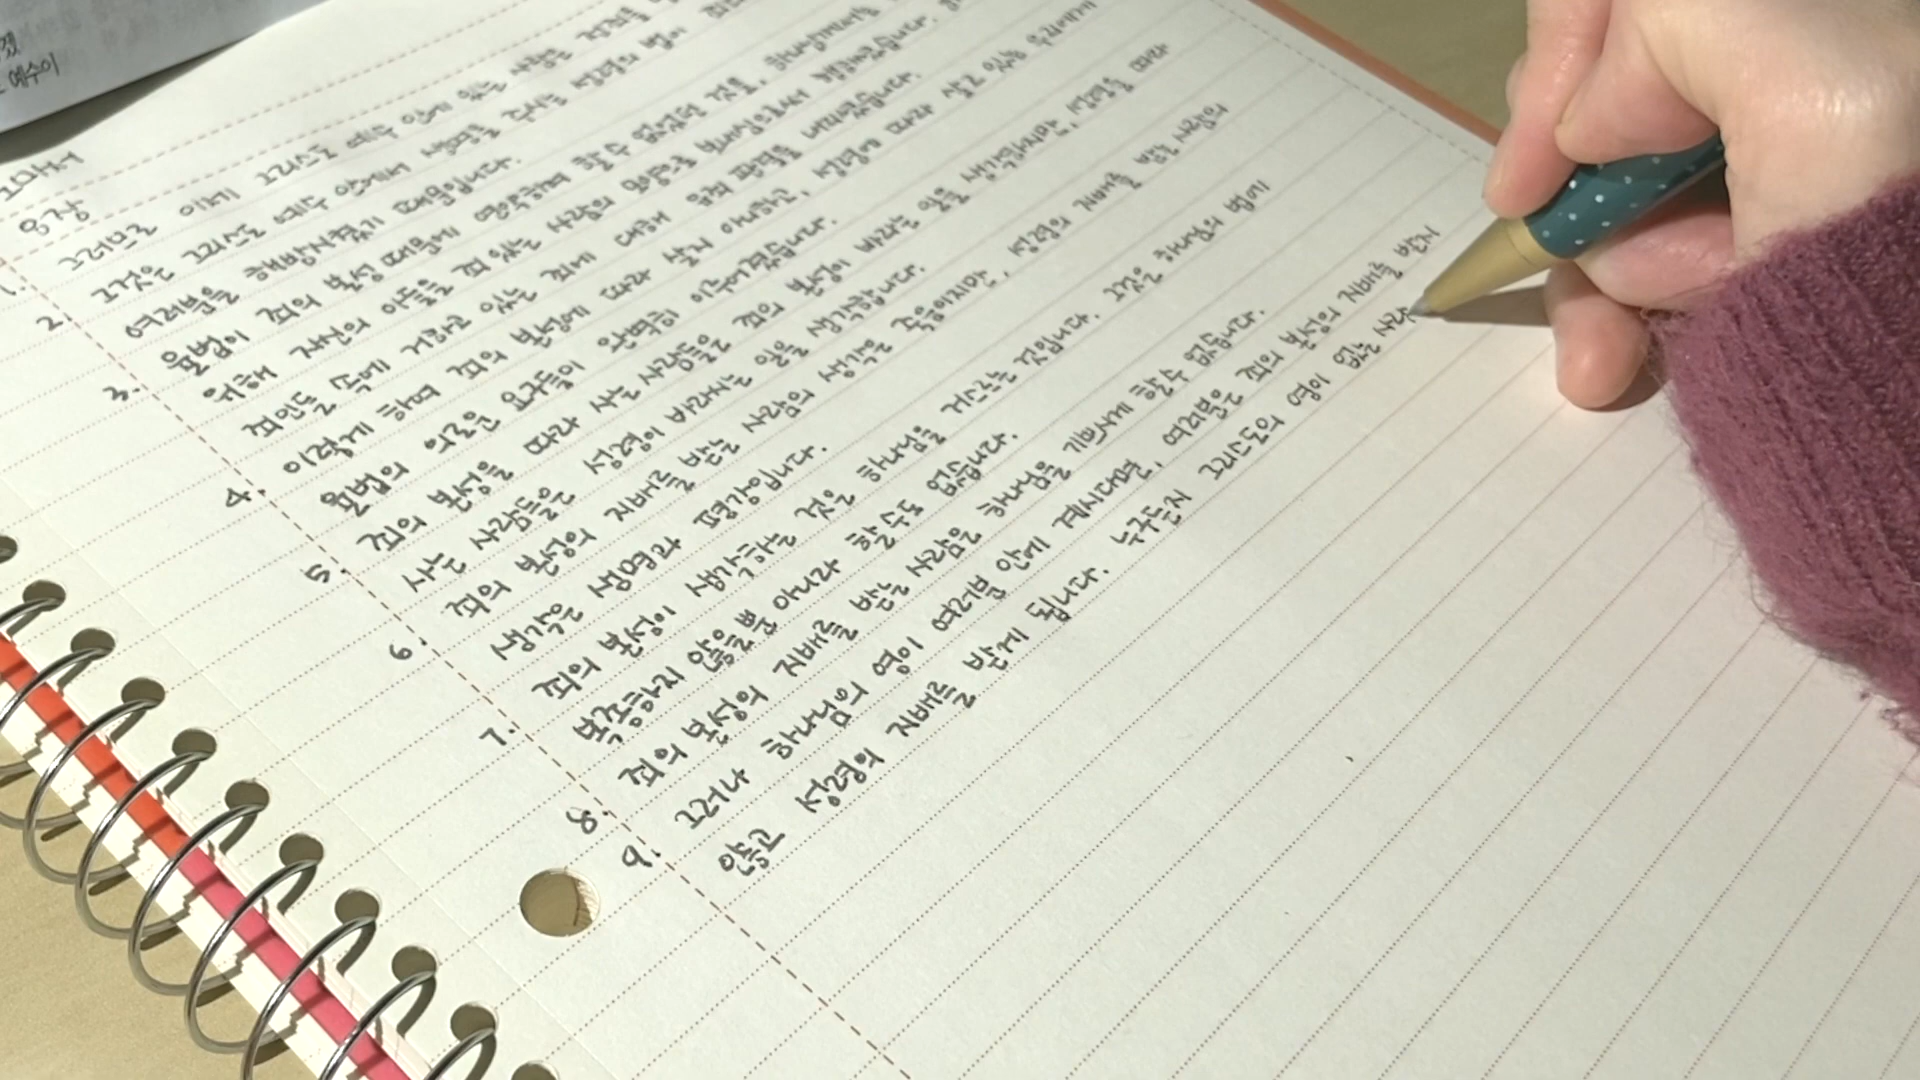 로마서
8장
1. 그러므로 이제 그리스도 예수 안에 있는 사람은
2. 그것은 그리스도 예수 안에서 생명을 주시는 성령의 법이
여러분을 해방시켰기 때문입니다.
3. 율법이 죄의 본성 때문에 연약하여 할 수 없었던 것을, 하나님께서는
위해 자신의 아들을 죄 있는 사람의 모양으로 보내심으로써 행하셨습니다.
죄인들 속에 거하고 있는 죄에 대해 유죄 판결을 내리셨습니다.
4. 이렇게 하여 죄의 본성에 따라 살지 아니하고, 성령에 따라 살고 있는 우리에게
율법의 의로운 요구들이 완벽히 이루어졌습니다.
5. 죄의 본성을 따라 사는 사람들은 죄의 본성이 바라는 일을 생각하지만, 성령을 따라
사는 사람들은 성령이 바라시는 일을 생각합니다.
6. 죄의 본성의 지배를 받는 사람의 생각은 죽음이지만, 성령의 지배를 받는 사람의
생각은 생명과 평강입니다.
7. 죄의 본성이 생각하는 것은 하나님을 거스르는 것입니다. 그것은 하나님의 법에
복종하지 않을 뿐 아니라 할 수도 없습니다.
8. 죄의 본성의 지배를 받는 사람은 하나님을 기쁘시게 할 수 없습니다.
9. 그러나 하나님의 영이 여러분 안에 계시다면, 여러분은 죄의 본성의 지배를 받지
않고 성령의 지배를 받게 됩니다. 누구든지 그리스도의 영이 없는 사람
예수이